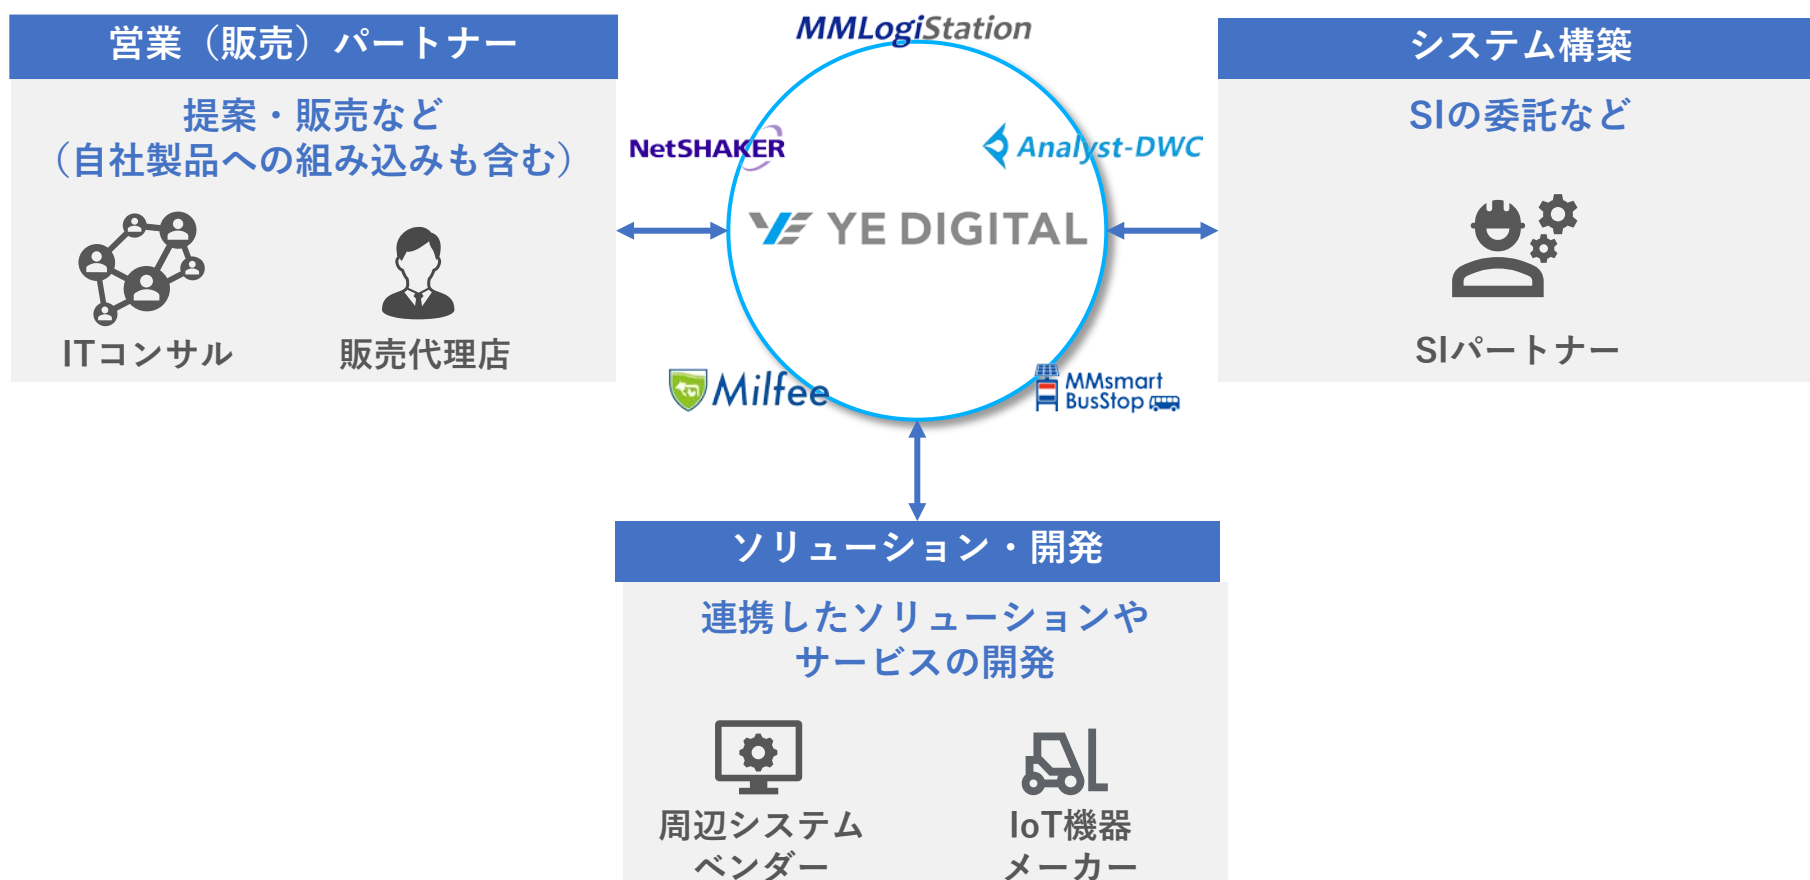 営業（販売）パートナー
提案・販売など
（自社製品への組み込みも含む）
ITコンサル
販売代理店
MMLogiStation
NetSHAKER
Analyst-DWC
YE DIGITAL
Milfee
MMsmart
BusStop
システム構築
SIの委託など
SIパートナー
ソリューション・開発
連携したソリューションや
サービスの開発
周辺システム
ベンダー
IoT機器
メーカー